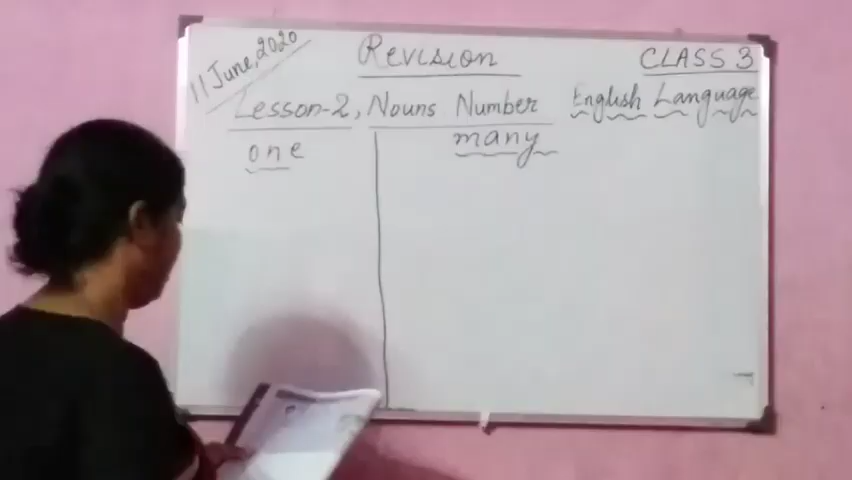 11 June, 2020
Revision
CLASS 3
Lesson-2, Nouns Number
English Language
one
many